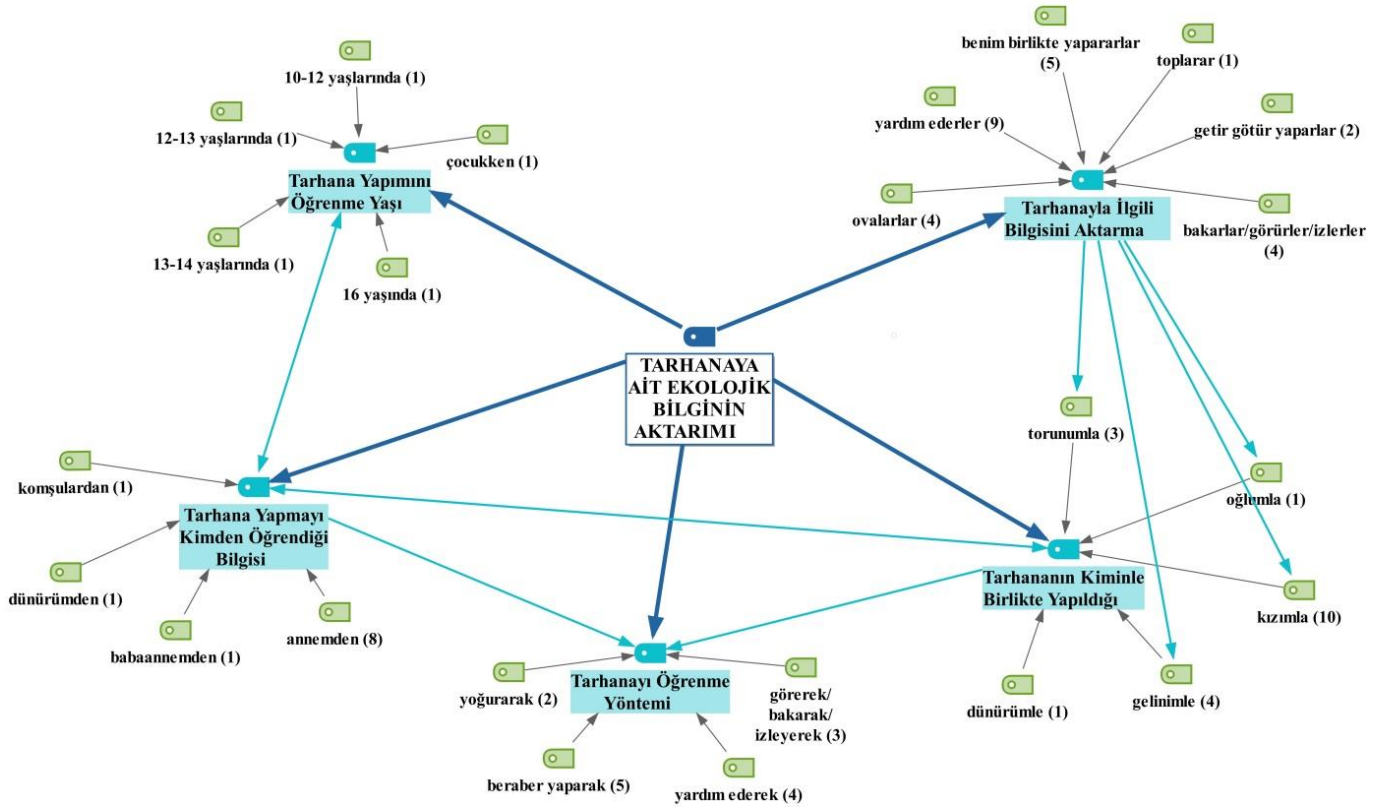 benim birlikte yapararlar
(5)
toplarar (1)
10-12 yaşlarında (1)
12-13 yaşlarında (1)
çocukken (1)
yardım ederler (9)
getir götür yaparlar (2)
Tarhana Yapımını
Öğrenme Yaşı
ovalarlar (4)
Tarhanayla İlgili
Bilgisini Aktarma
bakarlar/görürler/izlerler
(4)
13-14 yaşlarında (1)
16 yaşında (1)
TARHANAYA
AİT EKOLOJİK
BİLGİNİN
AKTARIMI
torunumla (3)
oğlumla (1)
komşulardan (1)
Tarhana Yapmayı
Kimden Öğrendiği
Bilgisi
dünürümden (1)
babaannemden (1)
annemden (8)
Tarhananın Kiminle
Birlikte Yapıldığı
kızımla (10)
dünürümle (1)
gelinimle (4)
yoğurarak (2)
Tarhanayı Öğrenme
Yöntemi
görerek/
bakarak/
izleyerek (3)
beraber yaparak (5)
yardım ederek (4)